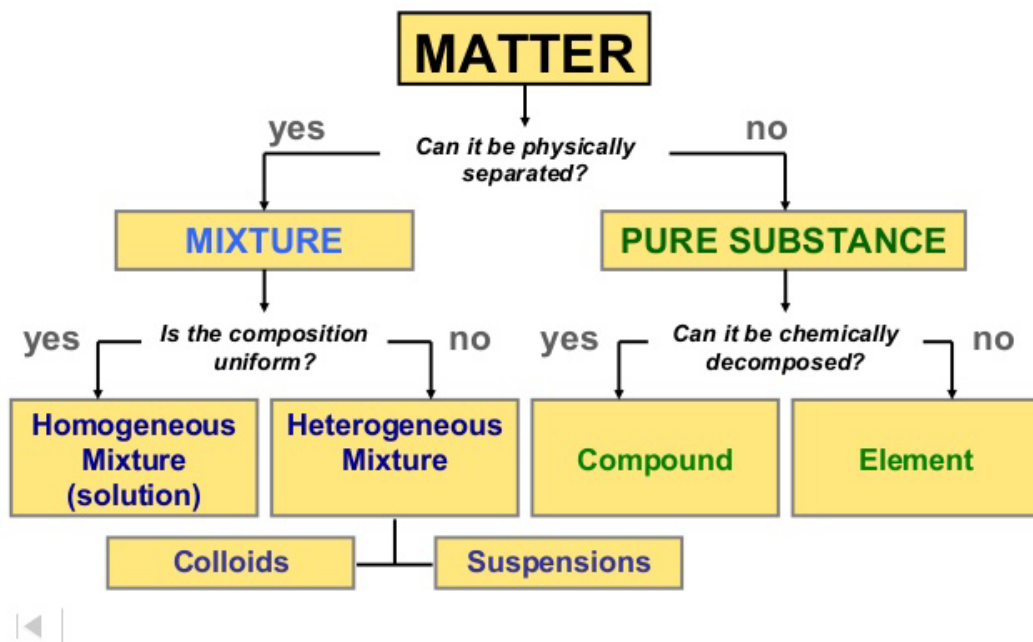 MATTER
yes
no
Can it be physically
separated?
MIXTURE
PURE SUBSTANCE
yes
Is the composition
uniform?
no
yes
Can it be chemically
decomposed?
no
Homogeneous
Mixture
(solution)
Heterogeneous
Mixture
Compound
Element
Colloids
Suspensions